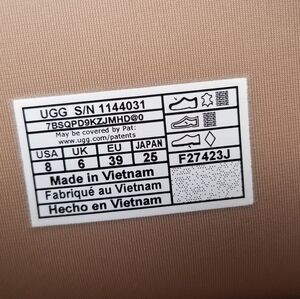 UGG S/N 1144031
7BSQPD9KZJMHD@0
May be covered by Pat:
www.ugg.com/patents
USA UK EU JAPAN
8 6 39 25
F27423J
Made in Vietnam
Fabriqué au Vietnam
Hecho en Vietnam